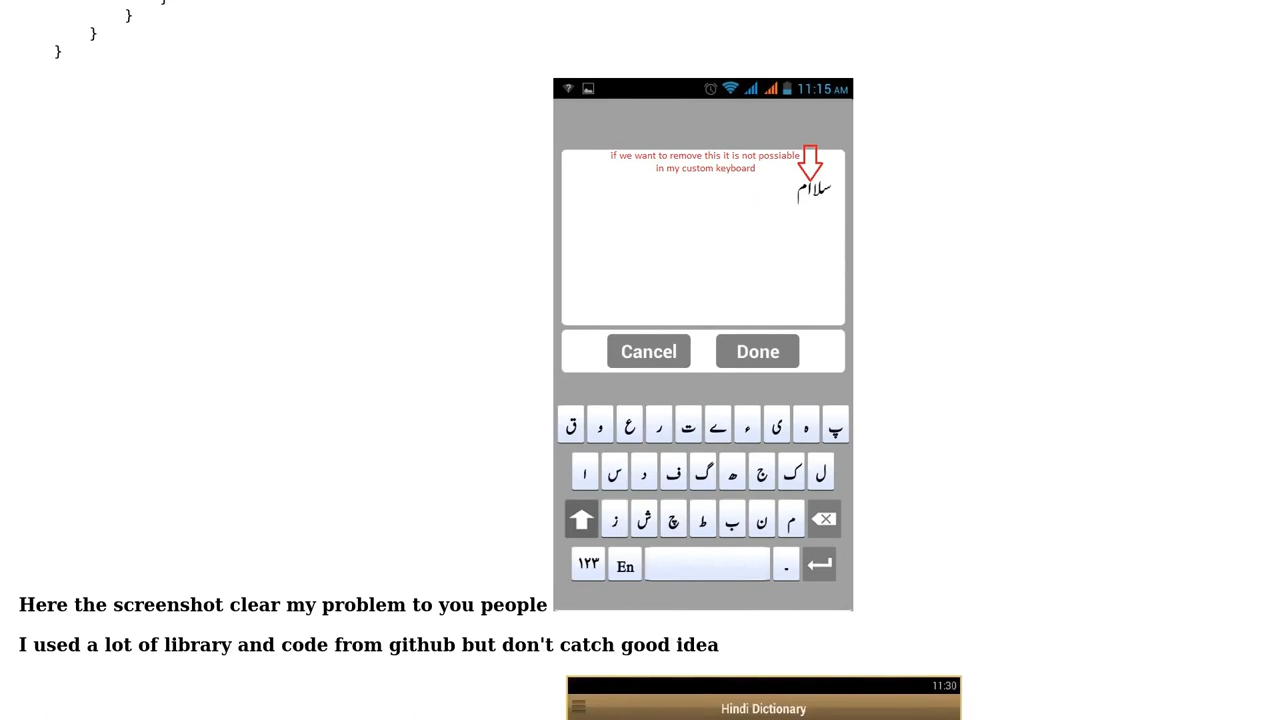 }
}
}
}
11:15 AM
if we want to remove this it is not possiable
in my custom keyboard
سلاام
Cancel Done
ق و ع ر ت ے ء ی ہ پ
ا س د ف گ ھ ج ک ل
ز ش چ ط ب ن م
۱۲۳ En ۔
Here the screenshot clear my problem to you people
I used a lot of library and code from github but don't catch good idea
11:30
Hindi Dictionary